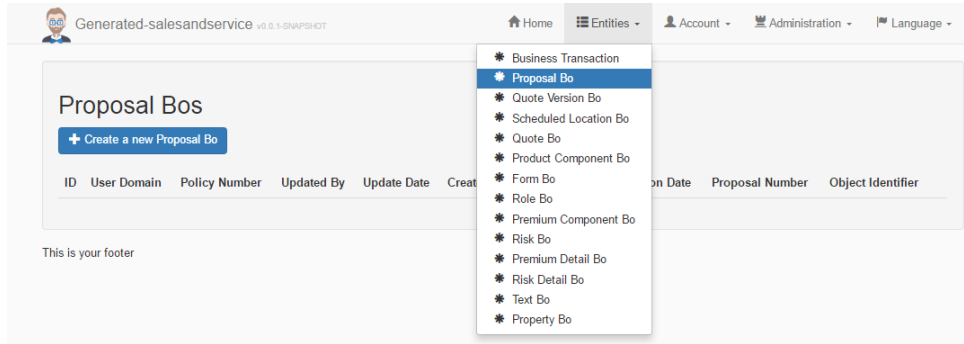 Generated-salesandservice v0.0.1-SNAPSHOT Home Entities Account Administration Language
Business Transaction
Proposal Bo
Quote Version Bo
Scheduled Location Bo
Quote Bo
Product Component Bo
Form Bo
Role Bo
Premium Component Bo
Risk Bo
Premium Detail Bo
Risk Detail Bo
Text Bo
Property Bo
Proposal Bos
Create a new Proposal Bo
ID User Domain Policy Number Updated By Update Date Creat on Date Proposal Number Object Identifier
This is your footer